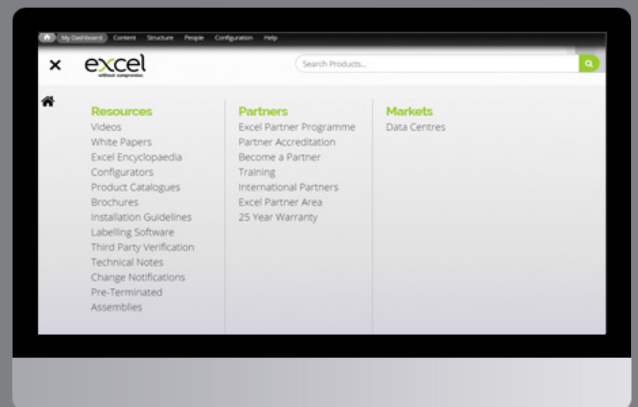 My Dashboard Content Structure People Configuration Help
excel
without compromise.
Search Products...
Resources
Videos
White Papers
Excel Encyclopaedia
Configurators
Product Catalogues
Brochures
Installation Guidelines
Labelling Software
Third Party Verification
Technical Notes
Change Notifications
Pre-Terminated
Assemblies
Partners
Excel Partner Programme
Partner Accreditation
Become a Partner
Training
International Partners
Excel Partner Area
25 Year Warranty
Markets
Data Centres